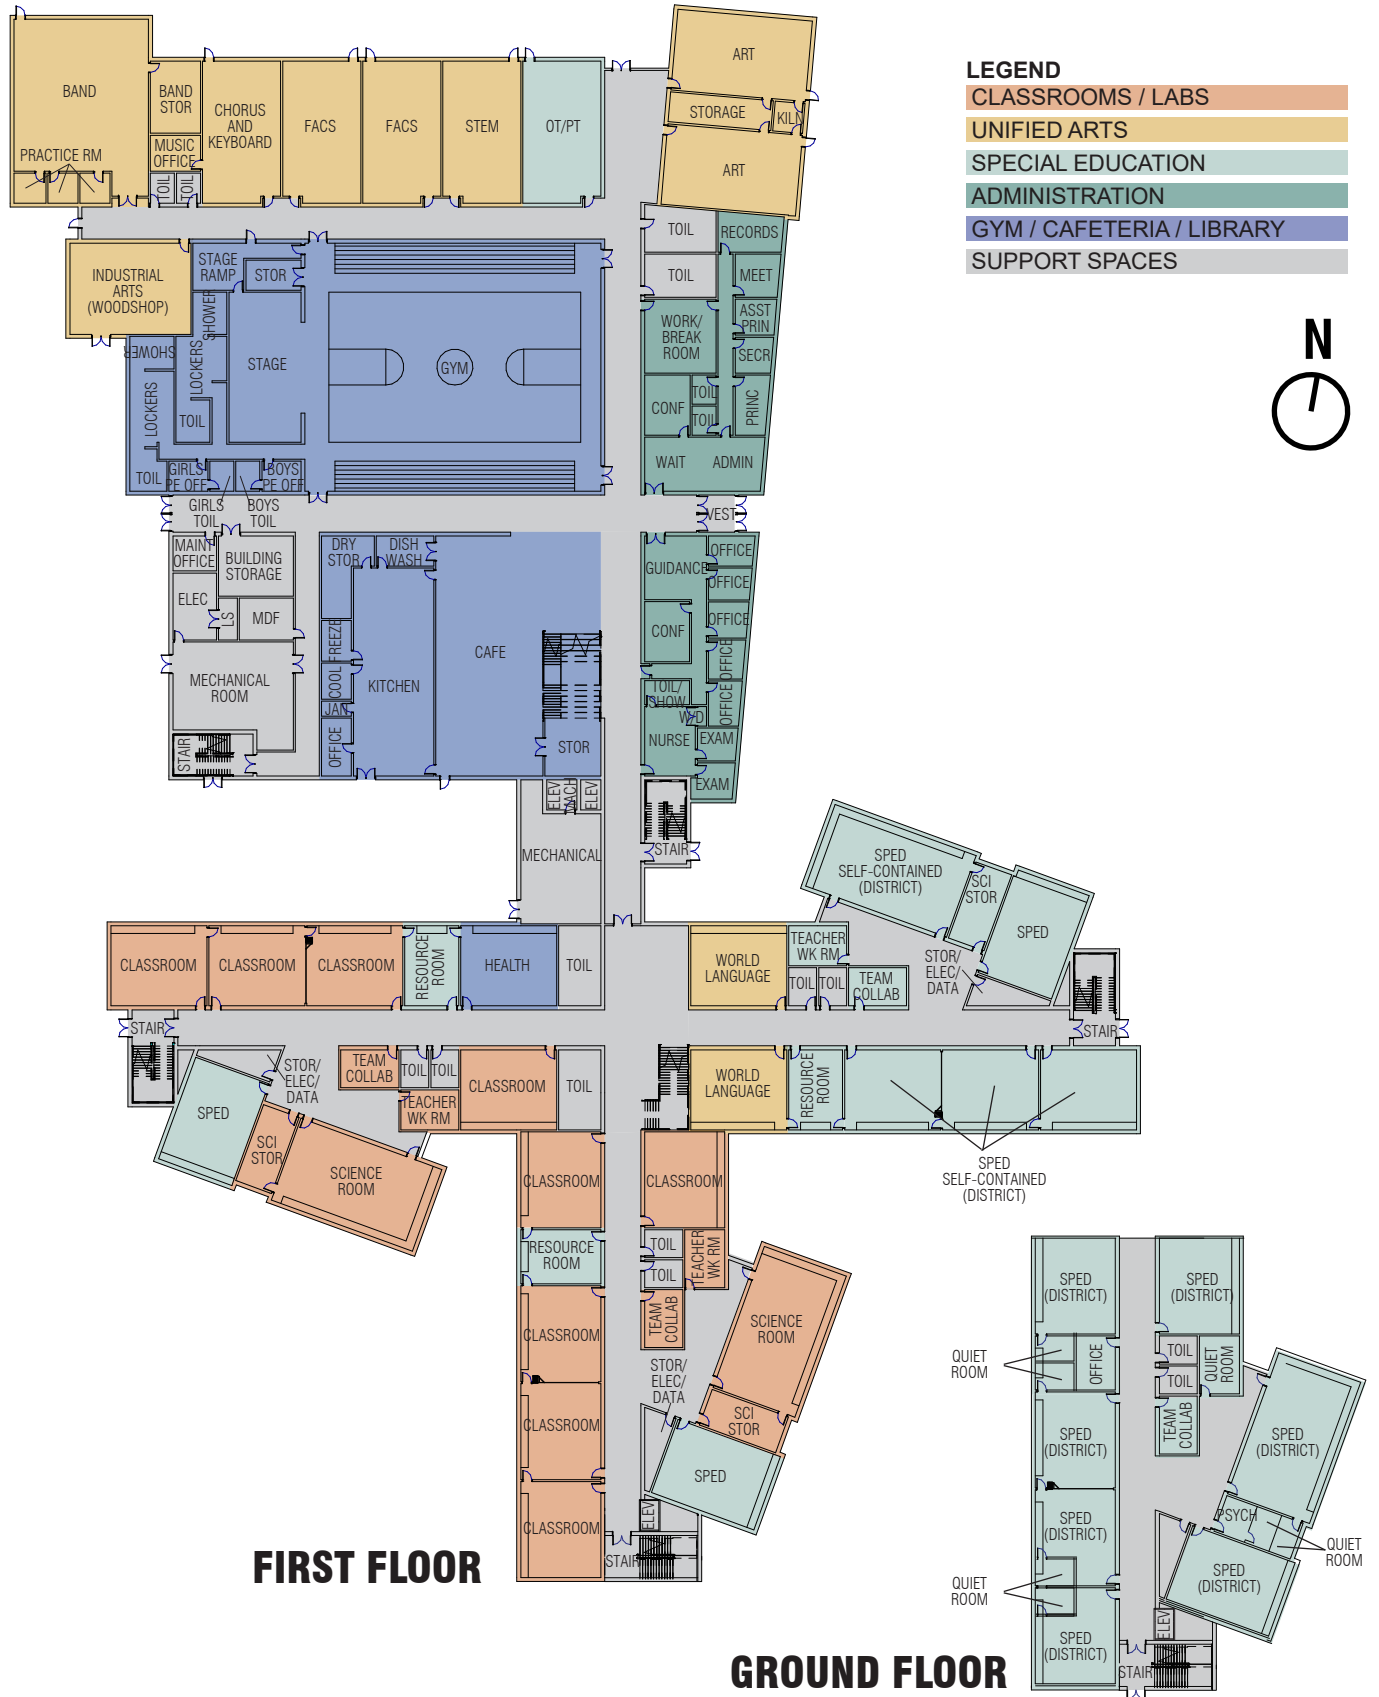 LEGEND
CLASSROOMS / LABS
UNIFIED ARTS
SPECIAL EDUCATION
ADMINISTRATION
GYM / CAFETERIA / LIBRARY
SUPPORT SPACES
N
BAND
BAND
STOR
MUSIC
OFFICE
PRACTICE RM
TOIL
TOIL
CHORUS
AND
KEYBOARD
FACS
FACS
STEM
OT/PT
ART
STORAGE
KILN
ART
INDUSTRIAL
ARTS
(WOODSHOP)
STAGE
RAMP
STOR
SHOWER
SHOWER
LOCKERS
LOCKERS
STAGE
GYM
TOIL
TOIL
GIRLS
PE OFF
BOYS
PE OFF
GIRLS
TOIL
BOYS
TOIL
TOIL
TOIL
RECORDS
MEET
ASST
PRIN
SECR
PRINC
WORK/
BREAK
ROOM
CONF
TOIL
TOIL
WAIT
ADMIN
VEST
MAINT
OFFICE
BUILDING
STORAGE
ELEC
LS
MDF
MECHANICAL
ROOM
STAIR
DRY
STOR
DISH
WASH
FREEZE
COOL
JAN
OFFICE
KITCHEN
CAFE
STOR
GUIDANCE
OFFICE
OFFICE
OFFICE
OFFICE
OFFICE
CONF
TOIL/
SHOW
W/D
NURSE
EXAM
EXAM
ELEV
MACH
ELEV
MECHANICAL
STAIR
CLASSROOM
CLASSROOM
CLASSROOM
RESOURCE
ROOM
HEALTH
TOIL
WORLD
LANGUAGE
TEACHER
WK RM
TOIL
TOIL
TEAM
COLLAB
SPED
SELF-CONTAINED
(DISTRICT)
SCI
STOR
SPED
STOR/
ELEC/
DATA
STAIR
STAIR
STOR/
ELEC/
DATA
TEAM
COLLAB
TOIL
TOIL
TEACHER
WK RM
CLASSROOM
TOIL
SPED
SCI
STOR
SCIENCE
ROOM
WORLD
LANGUAGE
RESOURCE
ROOM
SPED
SELF-CONTAINED
(DISTRICT)
CLASSROOM
CLASSROOM
RESOURCE
ROOM
TOIL
TOIL
TEACHER
WK RM
TEAM
COLLAB
CLASSROOM
SCIENCE
ROOM
STOR/
ELEC/
DATA
CLASSROOM
SCI
STOR
SPED
CLASSROOM
ELEV
STAIR
FIRST FLOOR
SPED
(DISTRICT)
SPED
(DISTRICT)
QUIET
ROOM
OFFICE
TOIL
TOIL
QUIET
ROOM
TEAM
COLLAB
SPED
(DISTRICT)
SPED
(DISTRICT)
SPED
(DISTRICT)
PSYCH
QUIET
ROOM
SPED
(DISTRICT)
QUIET
ROOM
SPED
(DISTRICT)
ELEV
STAIR
GROUND FLOOR